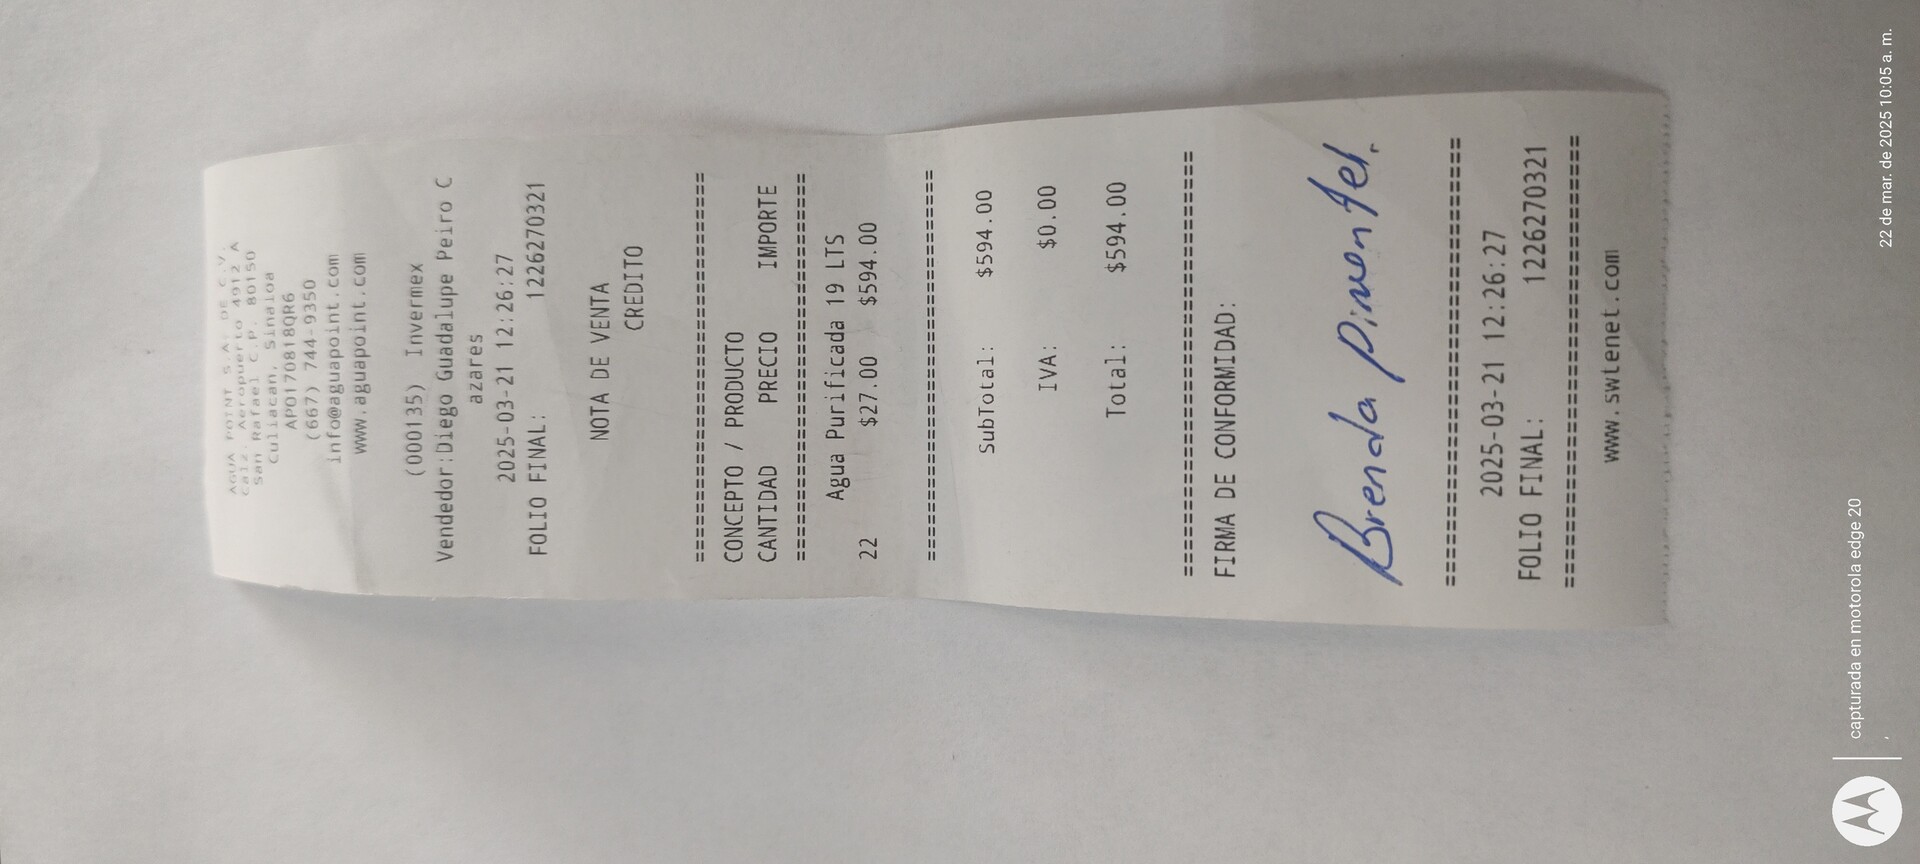 AGUA POINT S.A. DE C.V.
Calz. Aeropuerto 4912 A
San Rafael C.P. 80150
Culiacan, Sinaloa
APO170818QR6
(667) 744-9350
info@aguapoint.com
www.aguapoint.com
(000135) Invermex
Vendedor:Diego Guadalupe Peiro C
azares
2025-03-21 12:26:27
FOLIO FINAL: 1226270321
NOTA DE VENTA
CREDITO
================================
CONCEPTO / PRODUCTO
CANTIDAD PRECIO IMPORTE
================================
Agua Purificada 19 LTS
22 $27.00 $594.00
================================
SubTotal: $594.00
IVA: $0.00
Total: $594.00
================================
FIRMA DE CONFORMIDAD:
Brenda Pimentel.
================================
2025-03-21 12:26:27
FOLIO FINAL: 1226270321
================================
www.swtenet.com
capturada en motorola edge 20
22 de mar. de 2025 10:05 a. m.